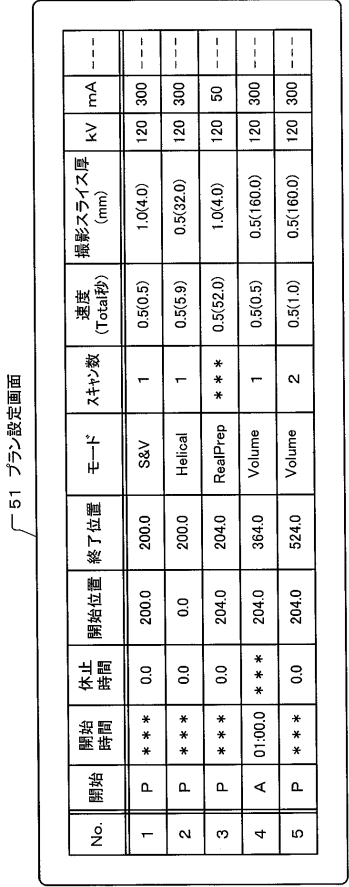 51 プラン設定画面
No. 開始 開始時間 休止時間 開始位置 終了位置 モード スキャン数 速度(Total秒) 撮影スライス厚(mm) kV mA ---
1 P *** 0.0 200.0 200.0 S&V 1 0.5(0.5) 1.0(4.0) 120 300 ---
2 P *** 0.0 0.0 200.0 Helical 1 0.5(5.9) 0.5(32.0) 120 300 ---
3 P *** 0.0 204.0 204.0 RealPrep *** 0.5(52.0) 1.0(4.0) 120 50 ---
4 A 01:00.0 *** 204.0 364.0 Volume 1 0.5(0.5) 0.5(160.0) 120 300 ---
5 P *** 0.0 204.0 524.0 Volume 2 0.5(1.0) 0.5(160.0) 120 300 ---